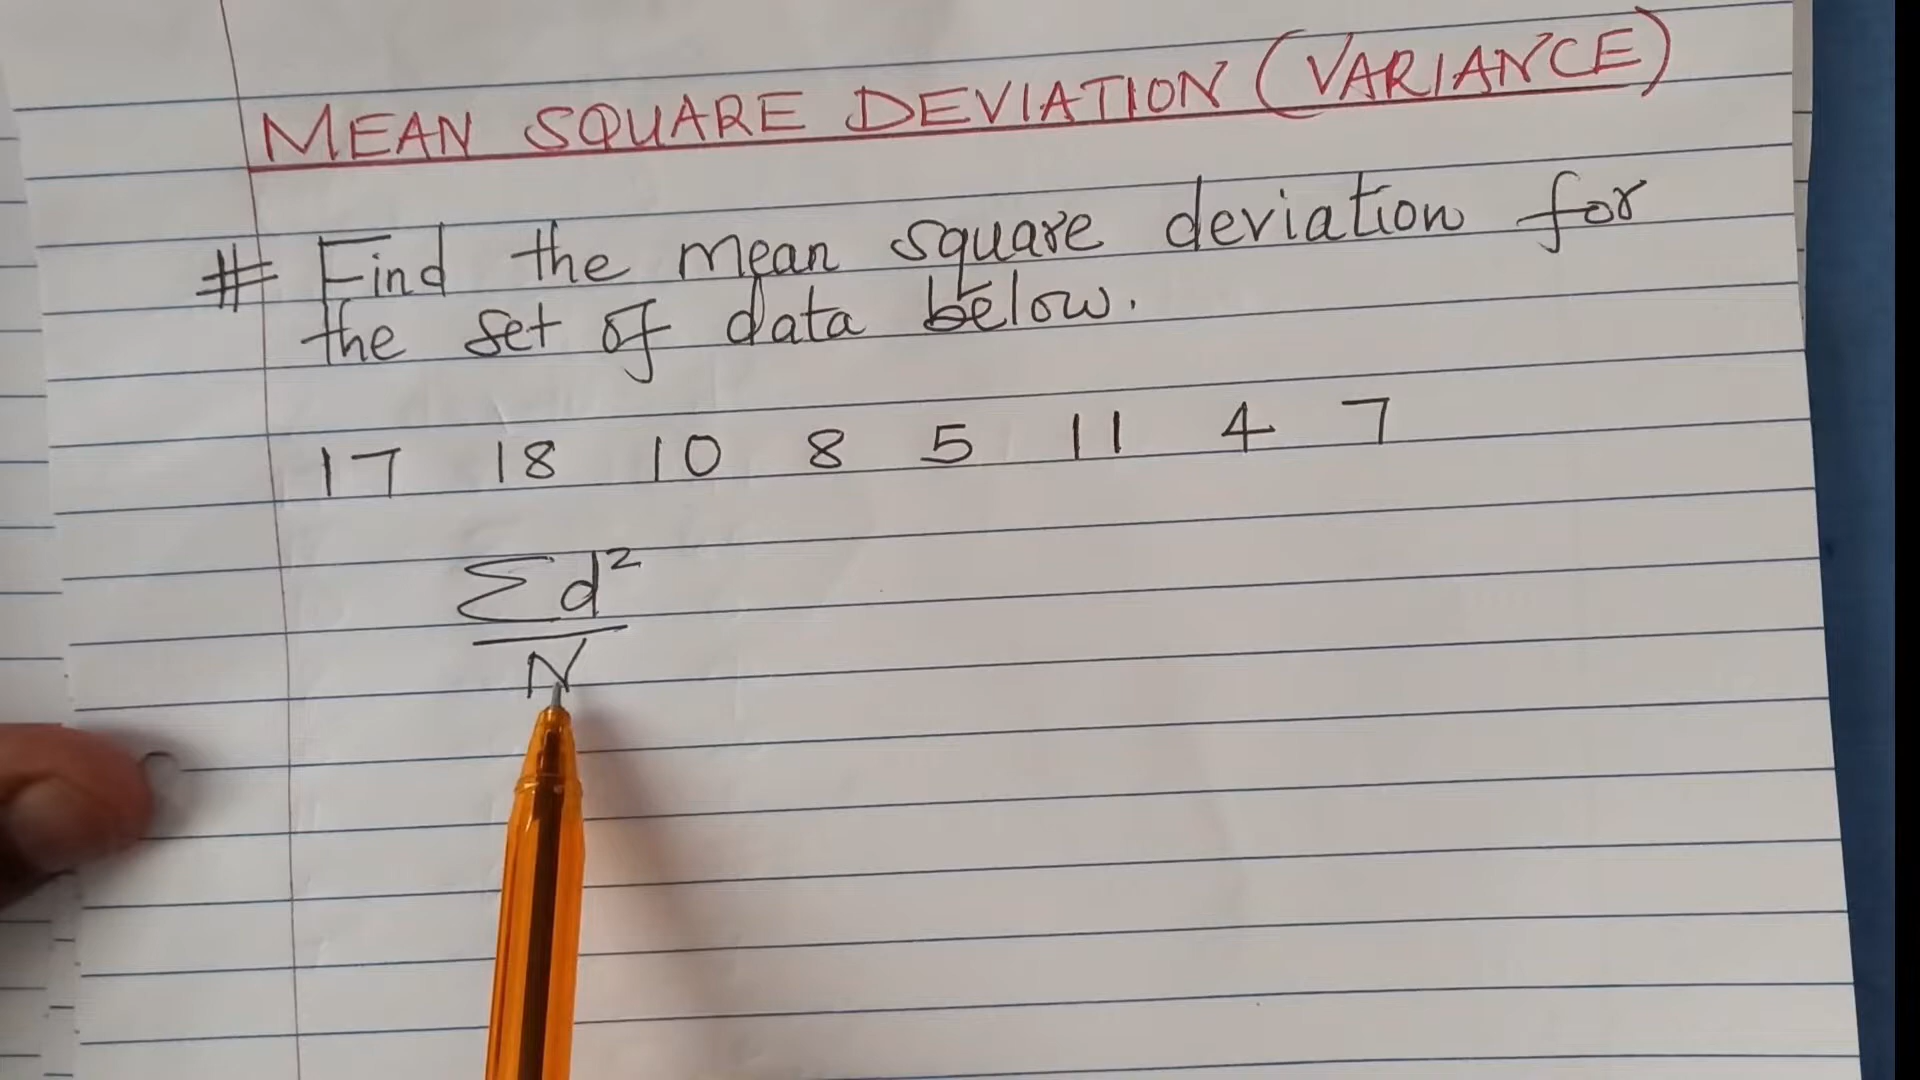 MEAN SQUARE DEVIATION (VARIANCE)
# Find the mean square deviation for
the set of data below.
17 18 10 8 5 11 4 7
Σd²
N